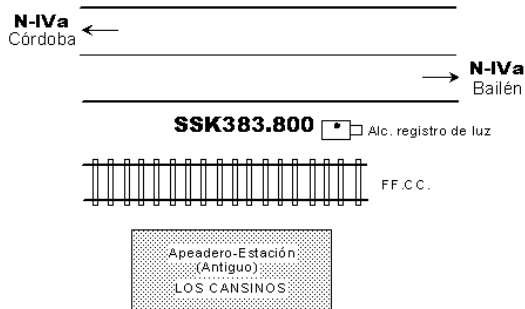 N-IVa
Córdoba
N-IVa
Bailén
SSK383.800
Alc. registro de luz
FF.CC.
Apeadero-Estación
(Antiguo)
LOS CANSINOS